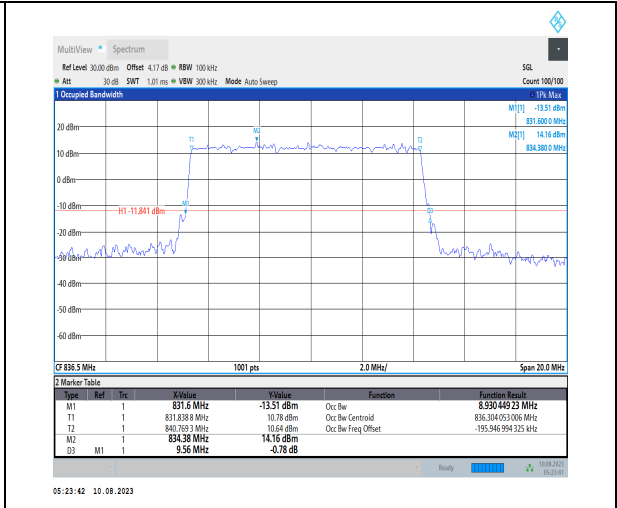 MultiView Spectrum
Ref Level 30.00 dBm Offset 4.17 dB RBW 100 kHz SGL
Att 30 dB SWT 1.01 ms VBW 300 kHz Mode Auto Sweep Count 100/100
1 Occupied Bandwidth 1Pk Max
M1[1] -13.51 dBm
831.600 0 MHz
M2[1] 14.16 dBm
834.380 0 MHz
20 dBm
M2
T1 T2
10 dBm
0 dBm
-10 dBm
M1
H1 -11.841 dBm
D3
-20 dBm
-30 dBm
-40 dBm
-50 dBm
-60 dBm
CF 836.5 MHz 1001 pts 2.0 MHz/ Span 20.0 MHz
2 Marker Table
Type Ref Trc X-Value Y-Value Function Function Result
M1 1 831.6 MHz -13.51 dBm Occ Bw 8.930 449 23 MHz
T1 1 831.838 8 MHz 10.78 dBm Occ Bw Centroid 836.304 053 006 MHz
T2 1 840.769 3 MHz 10.64 dBm Occ Bw Freq Offset -195.946 994 325 kHz
M2 1 834.38 MHz 14.16 dBm
D3 M1 1 9.56 MHz -0.78 dB
Ready 10.08.2023
05:23:41
05:23:42 10.08.2023